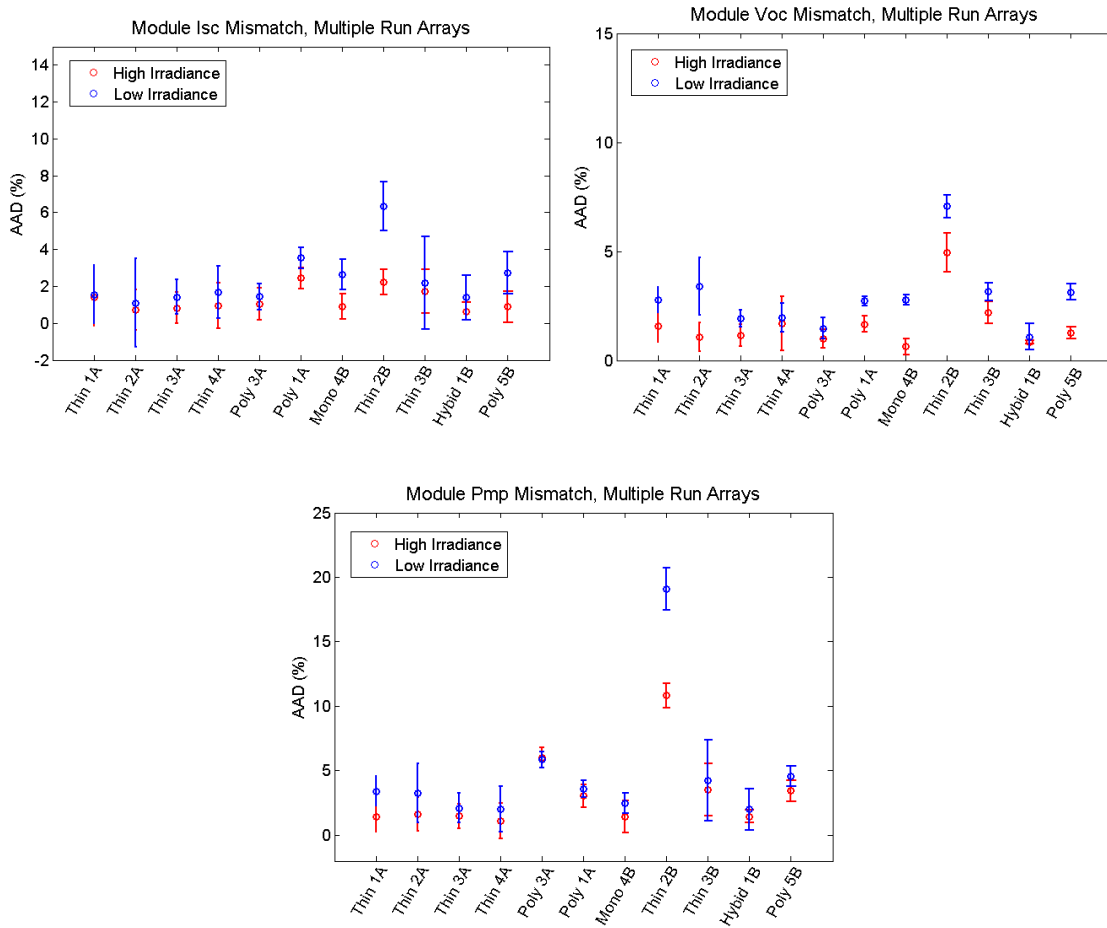 Module Isc Mismatch, Multiple Run Arrays
14
12
10
8
6
4
2
0
-2
AAD (%)
High Irradiance
Low Irradiance
Thin 1A
Thin 2A
Thin 3A
Thin 4A
Poly 3A
Poly 1A
Mono 4B
Thin 2B
Thin 3B
Hybid 1B
Poly 5B
Module Voc Mismatch, Multiple Run Arrays
15
10
5
0
AAD (%)
High Irradiance
Low Irradiance
Thin 1A
Thin 2A
Thin 3A
Thin 4A
Poly 3A
Poly 1A
Mono 4B
Thin 2B
Thin 3B
Hybid 1B
Poly 5B
Module Pmp Mismatch, Multiple Run Arrays
25
20
15
10
5
0
AAD (%)
High Irradiance
Low Irradiance
Thin 1A
Thin 2A
Thin 3A
Thin 4A
Poly 3A
Poly 1A
Mono 4B
Thin 2B
Thin 3B
Hybid 1B
Poly 5B